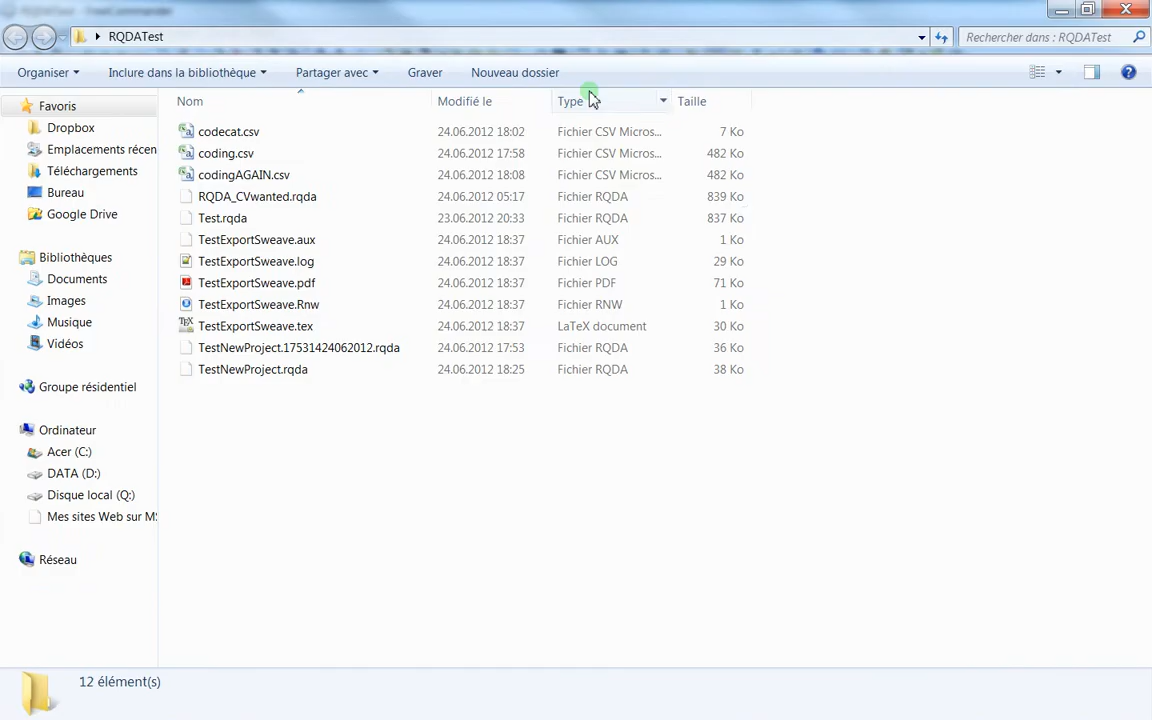 RQDATest - FreeCommander
RQDATest
Rechercher dans : RQDATest
Organiser Inclure dans la bibliothèque Partager avec Graver Nouveau dossier
Nom Modifié le Type Taille
Favoris
Dropbox
Emplacements récen
Téléchargements
Bureau
Google Drive
Bibliothèques
Documents
Images
Musique
Vidéos
Groupe résidentiel
Ordinateur
Acer (C:)
DATA (D:)
Disque local (Q:)
Mes sites Web sur MS
Réseau
codecat.csv 24.06.2012 18:02 Fichier CSV Micros... 7 Ko
coding.csv 24.06.2012 17:58 Fichier CSV Micros... 482 Ko
codingAGAIN.csv 24.06.2012 18:08 Fichier CSV Micros... 482 Ko
RQDA_CVwanted.rqda 24.06.2012 05:17 Fichier RQDA 839 Ko
Test.rqda 23.06.2012 20:33 Fichier RQDA 837 Ko
TestExportSweave.aux 24.06.2012 18:37 Fichier AUX 1 Ko
TestExportSweave.log 24.06.2012 18:37 Fichier LOG 29 Ko
TestExportSweave.pdf 24.06.2012 18:37 Fichier PDF 71 Ko
TestExportSweave.Rnw 24.06.2012 18:37 Fichier RNW 1 Ko
TestExportSweave.tex 24.06.2012 18:37 LaTeX document 30 Ko
TestNewProject.17531424062012.rqda 24.06.2012 17:53 Fichier RQDA 36 Ko
TestNewProject.rqda 24.06.2012 18:25 Fichier RQDA 38 Ko
12 élément(s)